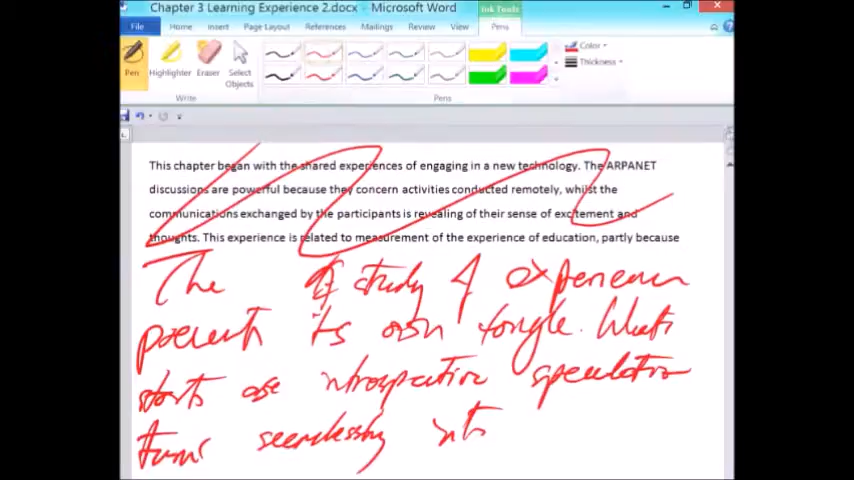 Chapter 3 Learning Experience 2.docx - Microsoft Word
Ink Tools
File Home Insert Page Layout References Mailings Review View Pens
Pen Highlighter Eraser Select Objects
Color
Thickness
Write Pens
This chapter began with the shared experiences of engaging in a new technology. The ARPANET
discussions are powerful because they concern activities conducted remotely, whilst the
communications exchanged by the participants is revealing of their sense of excitement and
thoughts. This experience is related to measurement of the experience of education, partly because
The study of experience
presents its own tangle. What
starts as introspective speculation
turns seamlessly into